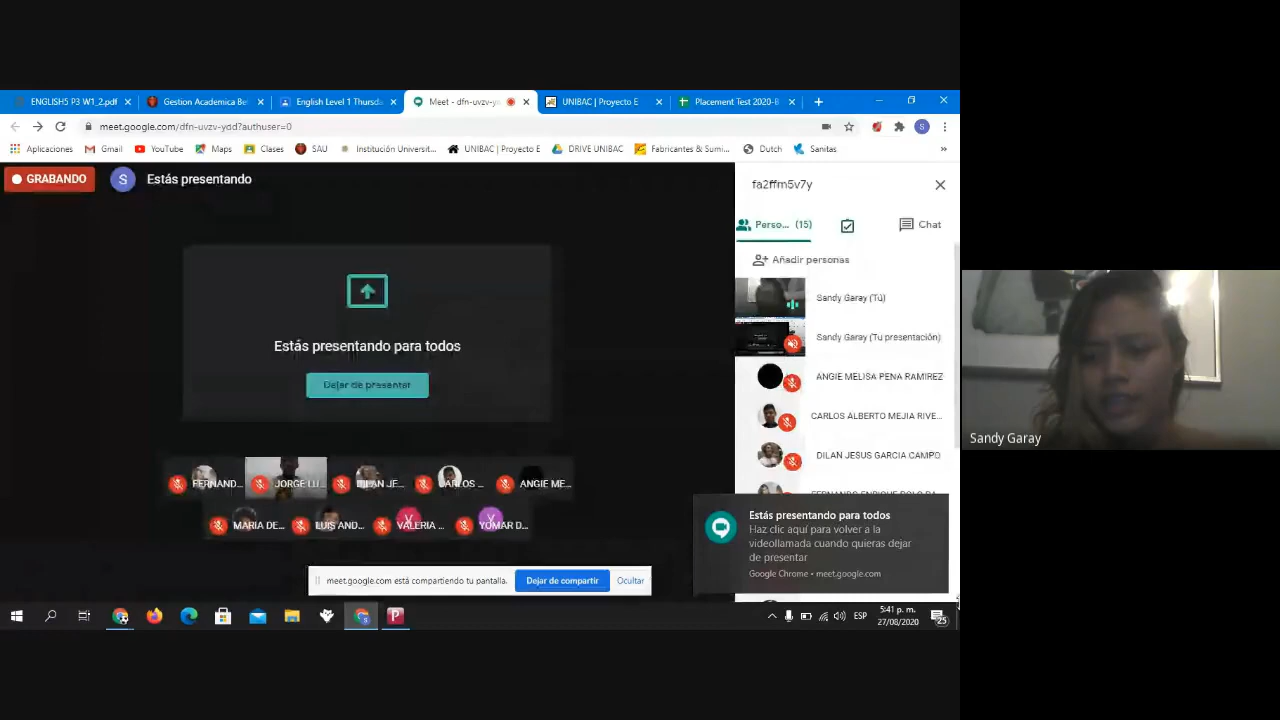 ENGLISH5 P3 W1_2.pdf
Gestion Academica Be
English Level 1 Thursda
Meet - dfn-uvzv-y
UNIBAC | Proyecto E
Placement Test 2020-B
meet.google.com/dfn-uvzv-ydd?authuser=0
S
Aplicaciones
Gmail
YouTube
Maps
Clases
SAU
Institución Universit...
UNIBAC | Proyecto E
DRIVE UNIBAC
Fabricantes & Sumi...
Dutch
Sanitas
»
GRABANDO
S
Estás presentando
fa2ffm5v7y
Perso... (15)
Chat
Añadir personas
Sandy Garay (Tú)
Sandy Garay (Tu presentación)
ANGIE MELISA PENA RAMIREZ
CARLOS ALBERTO MEJIA RIVE...
DILAN JESUS GARCIA CAMPO
Estás presentando para todos
Dejar de presentar
FERNAND...
JORGE LU...
DILAN JE...
CARLOS ...
ANGIE ME...
MARIA DE...
LUIS AND...
VALERIA ...
YOMAR D...
Estás presentando para todos
Haz clic aquí para volver a la
videollamada cuando quieras dejar
de presentar
Google Chrome • meet.google.com
meet.google.com está compartiendo tu pantalla.
Dejar de compartir
Ocultar
ESP
5:41 p. m.
27/08/2020
25
Sandy Garay